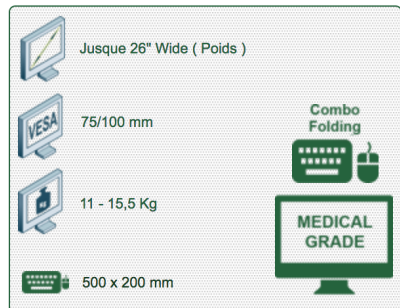 Jusque 26" Wide ( Poids )
VESA
75/100 mm
Combo
Folding
KG
11 - 15,5 Kg
MEDICAL
GRADE
500 x 200 mm